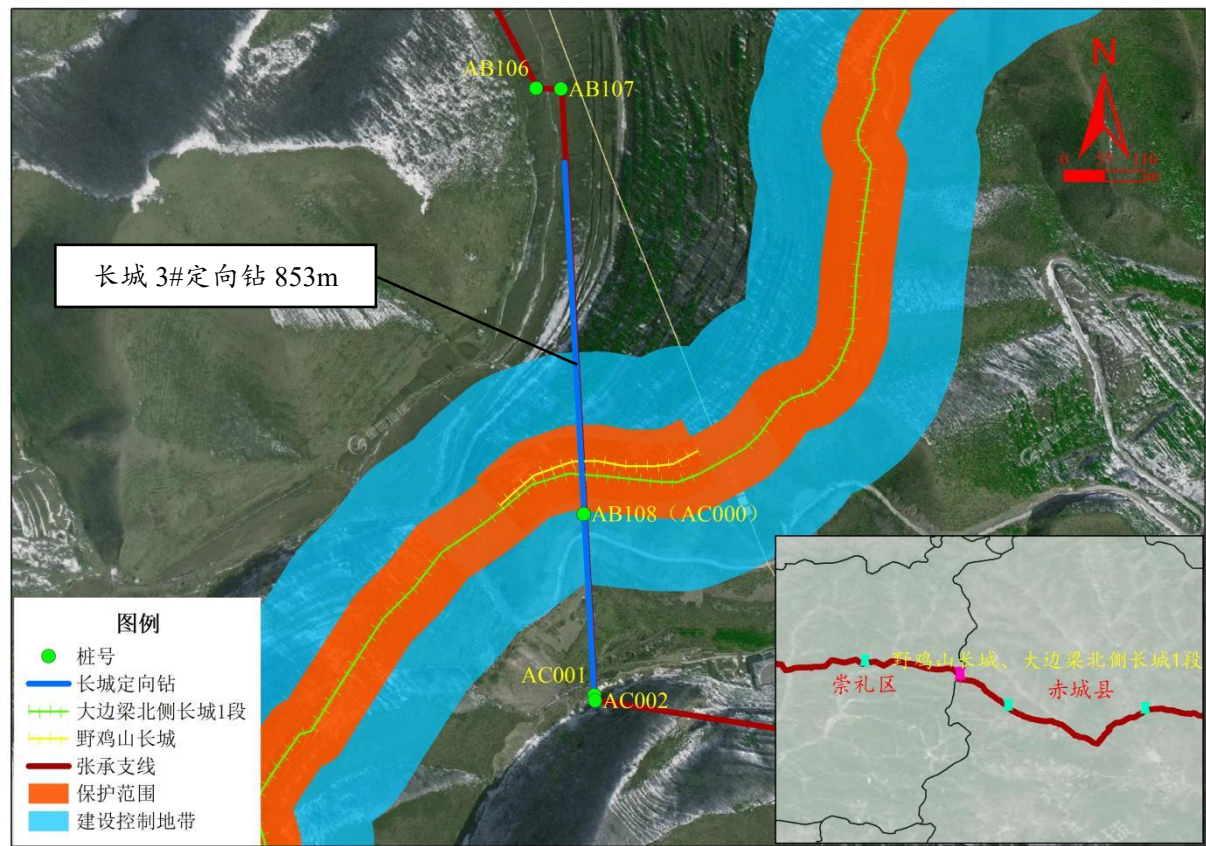 AB106
AB107
N
0 55 110
长城 3#定向钻 853m
AB108（AC000）
AC001
AC002
图例
桩号
长城定向钻
大边梁北侧长城1段
野鸡山长城
张承支线
保护范围
建设控制地带
野鸡山长城、大边梁北侧长城1段
崇礼区
赤城县